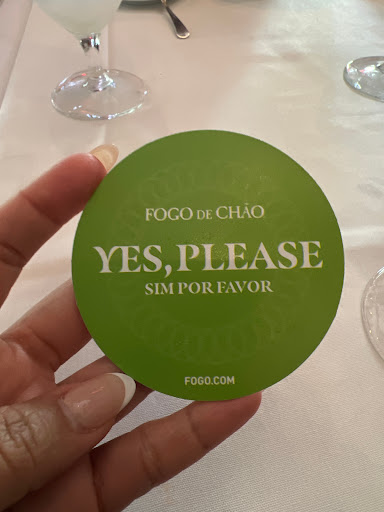 FOGO DE CHÃO
YES, PLEASE
SIM POR FAVOR
FOGO.COM